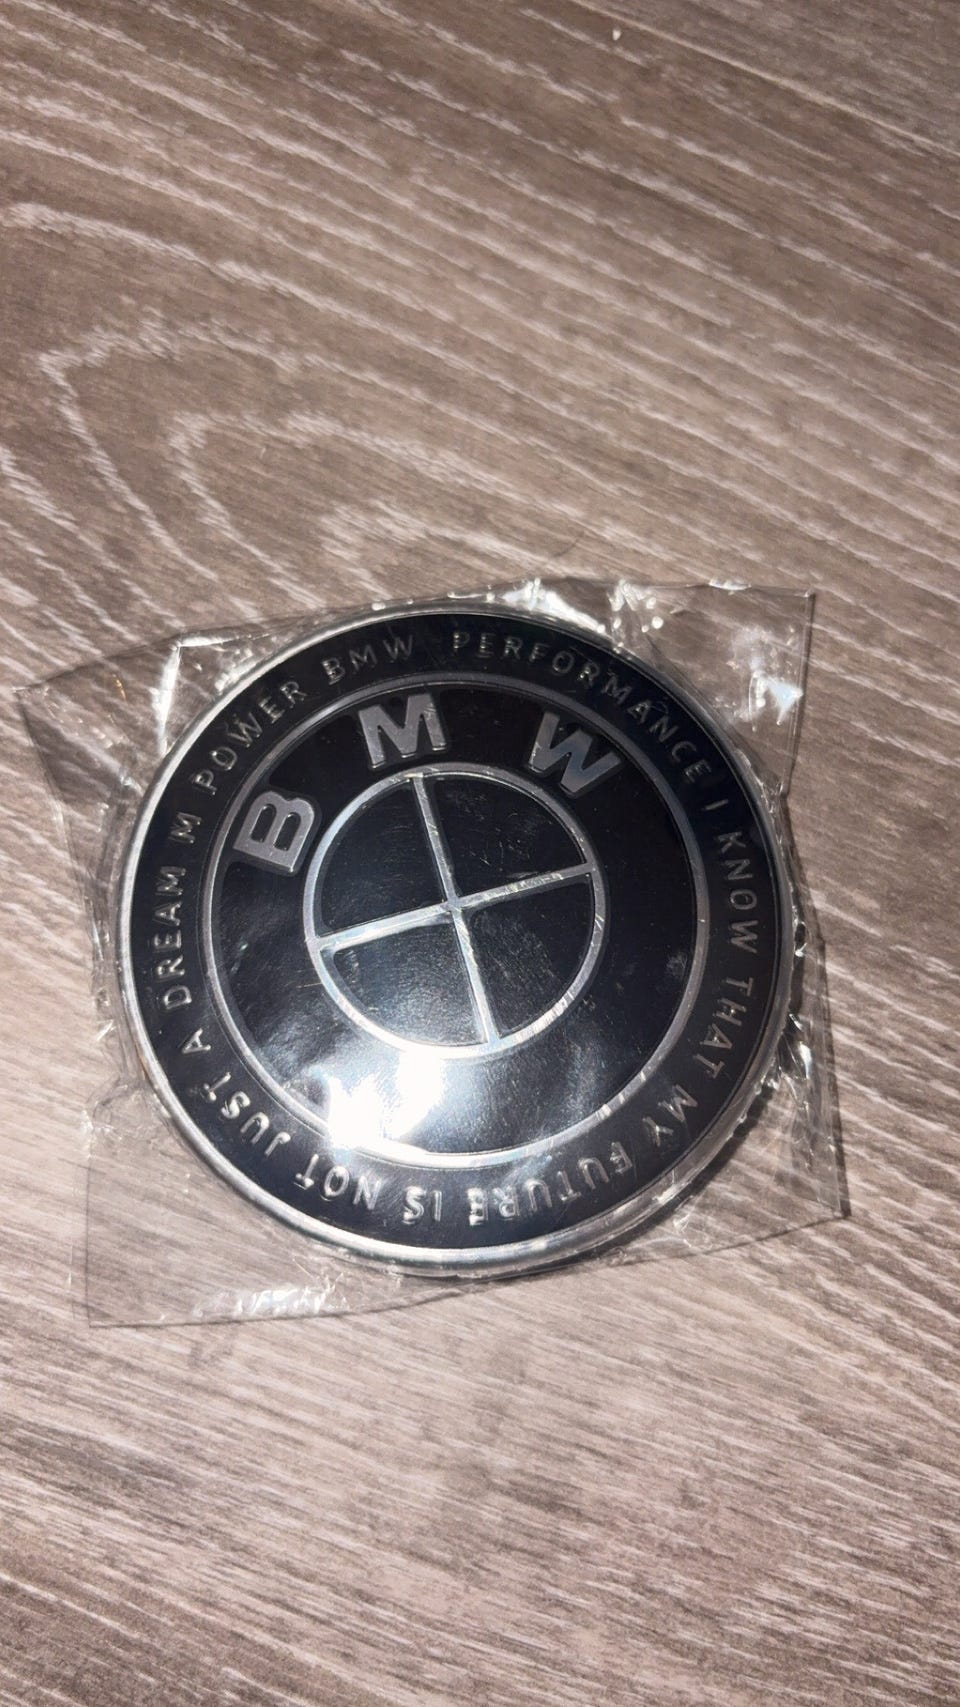 BMW PERFORMANCE I KNOW THAT MY FUTURE IS NOT JUST A DREAM M POWER
BMW